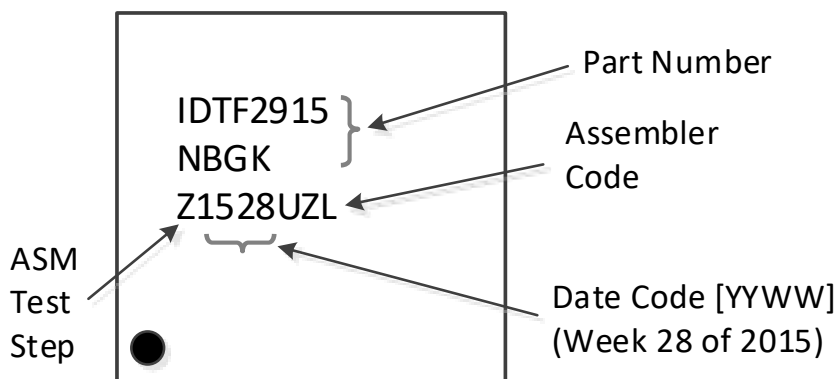 IDTF2915
NBGK
Z1528UZL
Part Number
Assembler
Code
ASM
Test
Step
Date Code [YYWW]
(Week 28 of 2015)